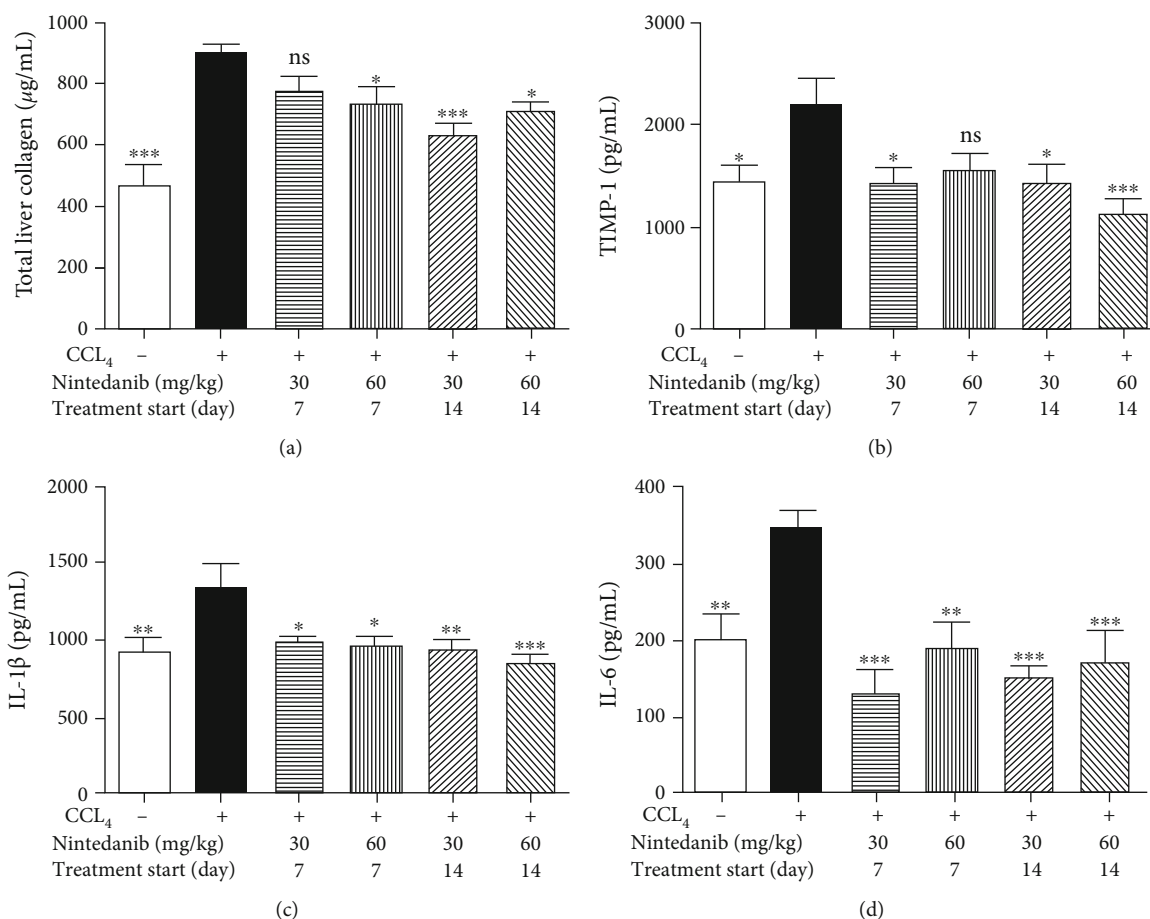 Total liver collagen (μg/mL)
1000
800
600
400
200
0
***
ns
*
***
*
CCL4 – + + + + +
Nintedanib (mg/kg) 30 60 30 60
Treatment start (day) 7 7 14 14
(a)
TIMP-1 (pg/mL)
3000
2000
1000
0
*
*
ns
*
***
CCL4 – + + + + +
Nintedanib (mg/kg) 30 60 30 60
Treatment start (day) 7 7 14 14
(b)
IL-1β (pg/mL)
2000
1500
1000
500
0
**
*
*
**
***
CCL4 – + + + + +
Nintedanib (mg/kg) 30 60 30 60
Treatment start (day) 7 7 14 14
(c)
IL-6 (pg/mL)
400
300
200
100
0
**
***
**
***
***
CCL4 – + + + + +
Nintedanib (mg/kg) 30 60 30 60
Treatment start (day) 7 7 14 14
(d)